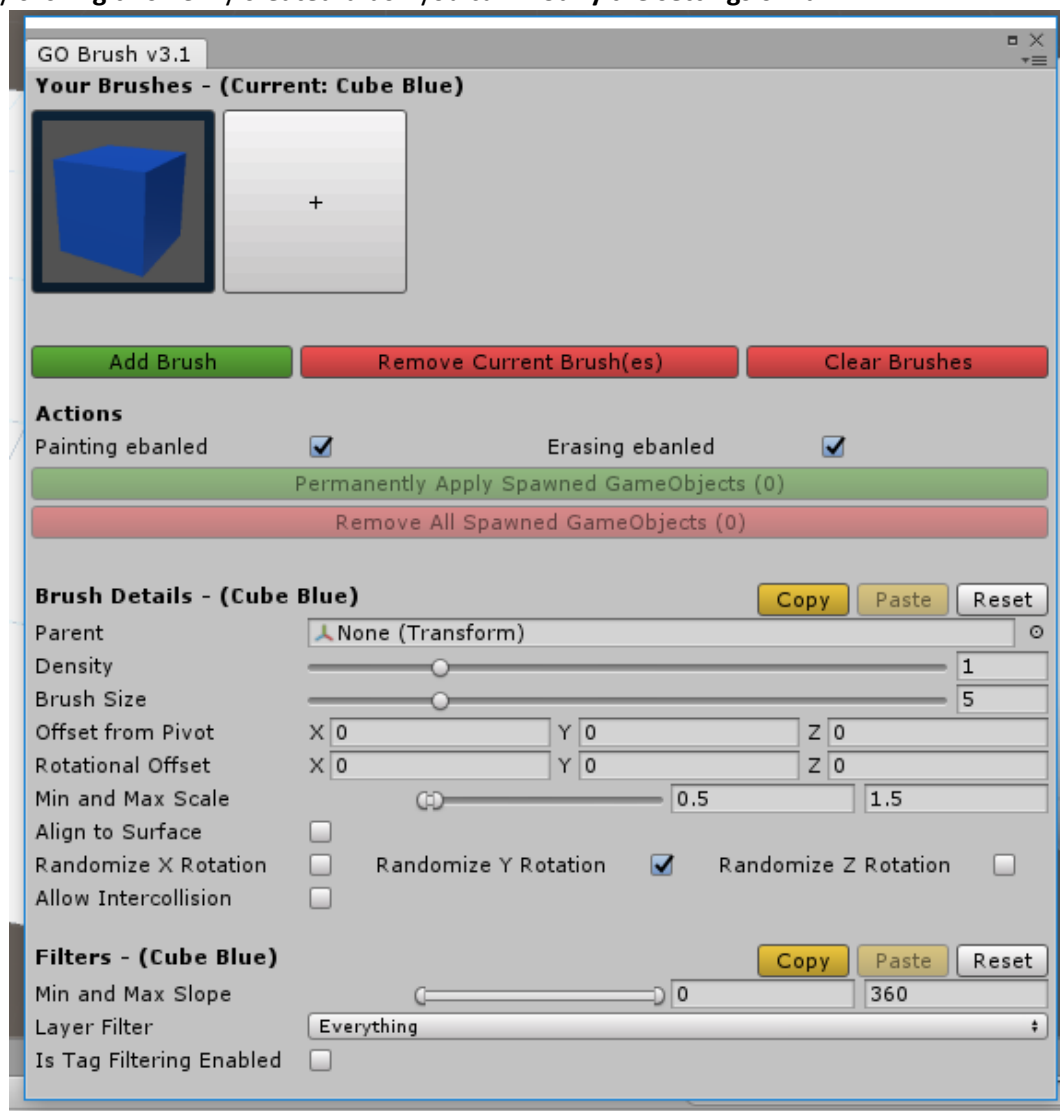 GO Brush v3.1
Your Brushes - (Current: Cube Blue)
+
Add Brush Remove Current Brush(es) Clear Brushes
Actions
Painting ebanled Erasing ebanled
Permanently Apply Spawned GameObjects (0)
Remove All Spawned GameObjects (0)
Brush Details - (Cube Blue) Copy Paste Reset
Parent None (Transform)
Density 1
Brush Size 5
Offset from Pivot X 0 Y 0 Z 0
Rotational Offset X 0 Y 0 Z 0
Min and Max Scale 0.5 1.5
Align to Surface
Randomize X Rotation Randomize Y Rotation Randomize Z Rotation
Allow Intercollision
Filters - (Cube Blue) Copy Paste Reset
Min and Max Slope 0 360
Layer Filter Everything
Is Tag Filtering Enabled